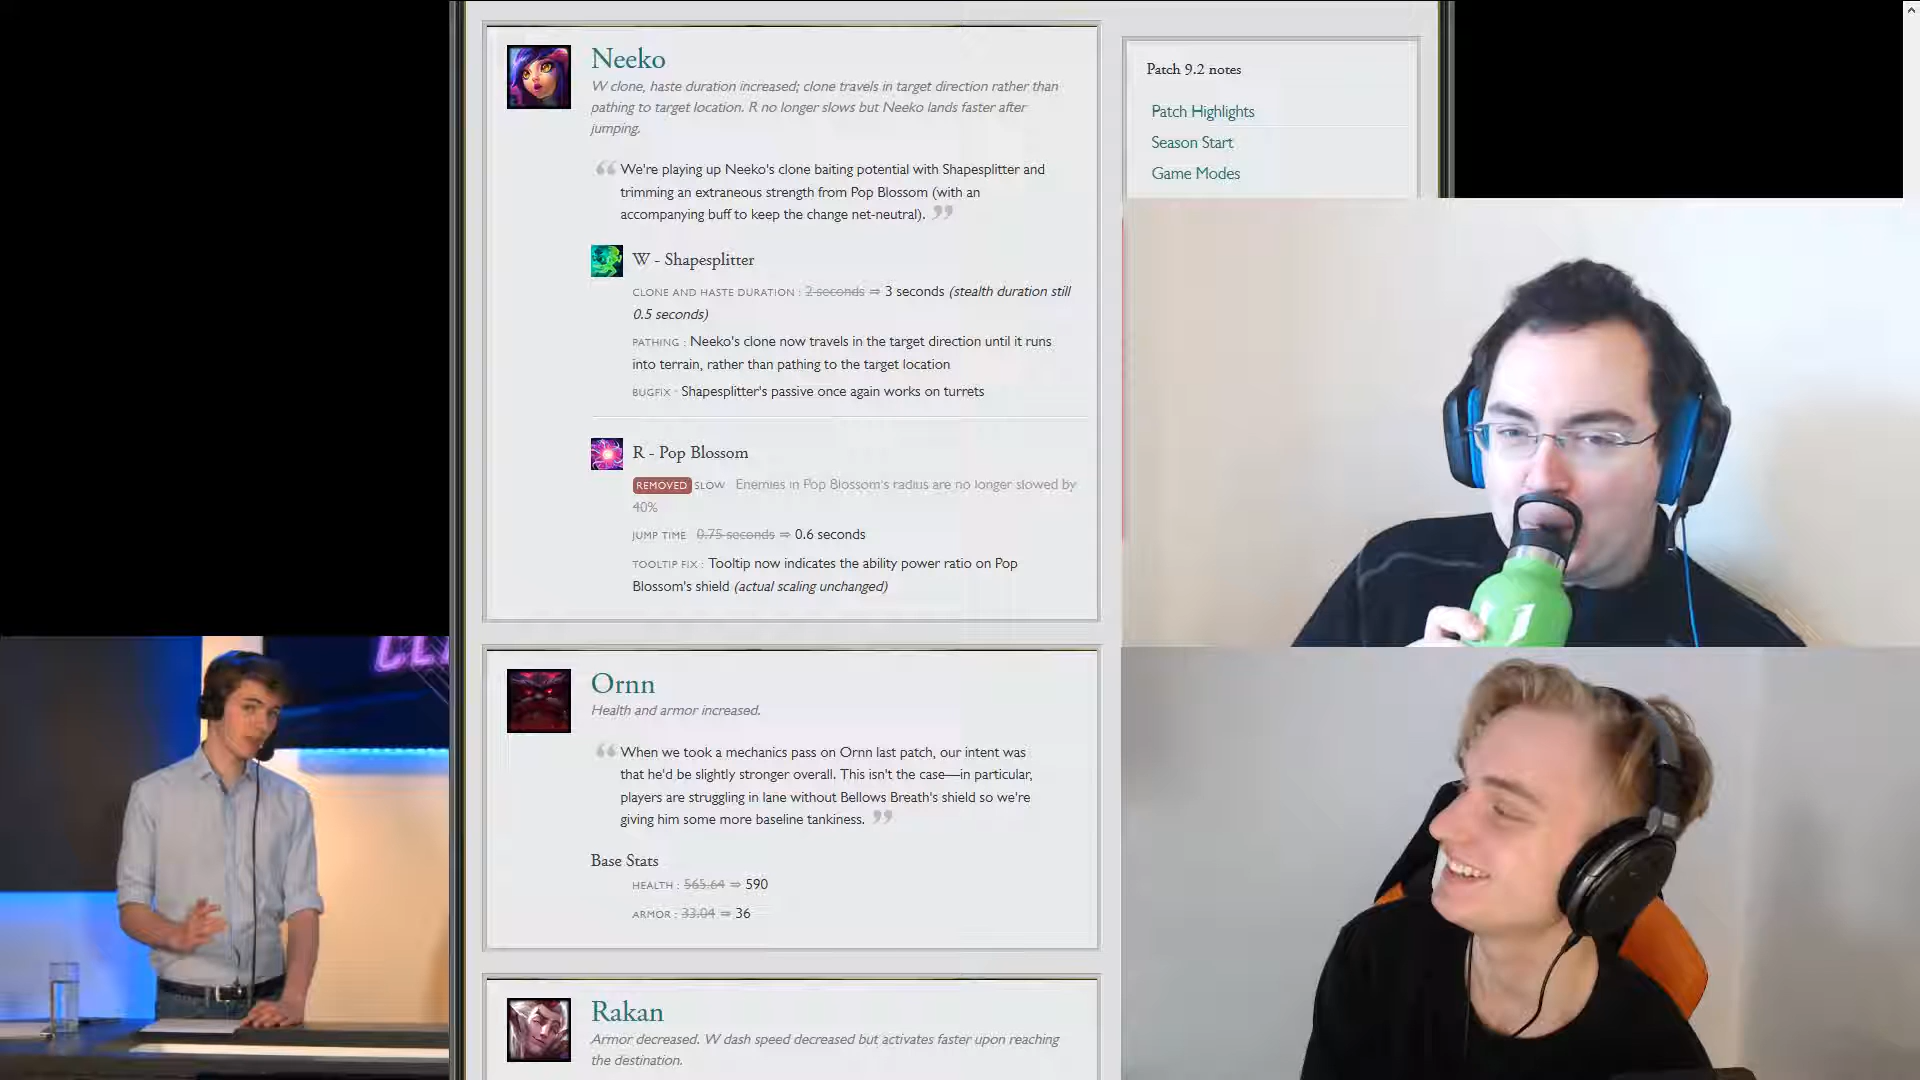 Neeko
W clone, haste duration increased; clone travels in target direction rather than
pathing to target location. R no longer slows but Neeko lands faster after
jumping.
“ We're playing up Neeko's clone baiting potential with Shapesplitter and
trimming an extraneous strength from Pop Blossom (with an
accompanying buff to keep the change net-neutral). ”
W - Shapesplitter
CLONE AND HASTE DURATION : 2 seconds ⇒ 3 seconds (stealth duration still
0.5 seconds)
PATHING : Neeko's clone now travels in the target direction until it runs
into terrain, rather than pathing to the target location
BUGFIX : Shapesplitter's passive once again works on turrets
R - Pop Blossom
REMOVED SLOW Enemies in Pop Blossom's radius are no longer slowed by
40%
JUMP TIME 0.75 seconds ⇒ 0.6 seconds
TOOLTIP FIX : Tooltip now indicates the ability power ratio on Pop
Blossom's shield (actual scaling unchanged)
Ornn
Health and armor increased.
“ When we took a mechanics pass on Ornn last patch, our intent was
that he'd be slightly stronger overall. This isn't the case—in particular,
players are struggling in lane without Bellows Breath's shield so we're
giving him some more baseline tankiness. ”
Base Stats
HEALTH : 565.64 ⇒ 590
ARMOR : 33.04 ⇒ 36
Rakan
Armor decreased. W dash speed decreased but activates faster upon reaching
the destination.
Patch 9.2 notes
Patch Highlights
Season Start
Game Modes